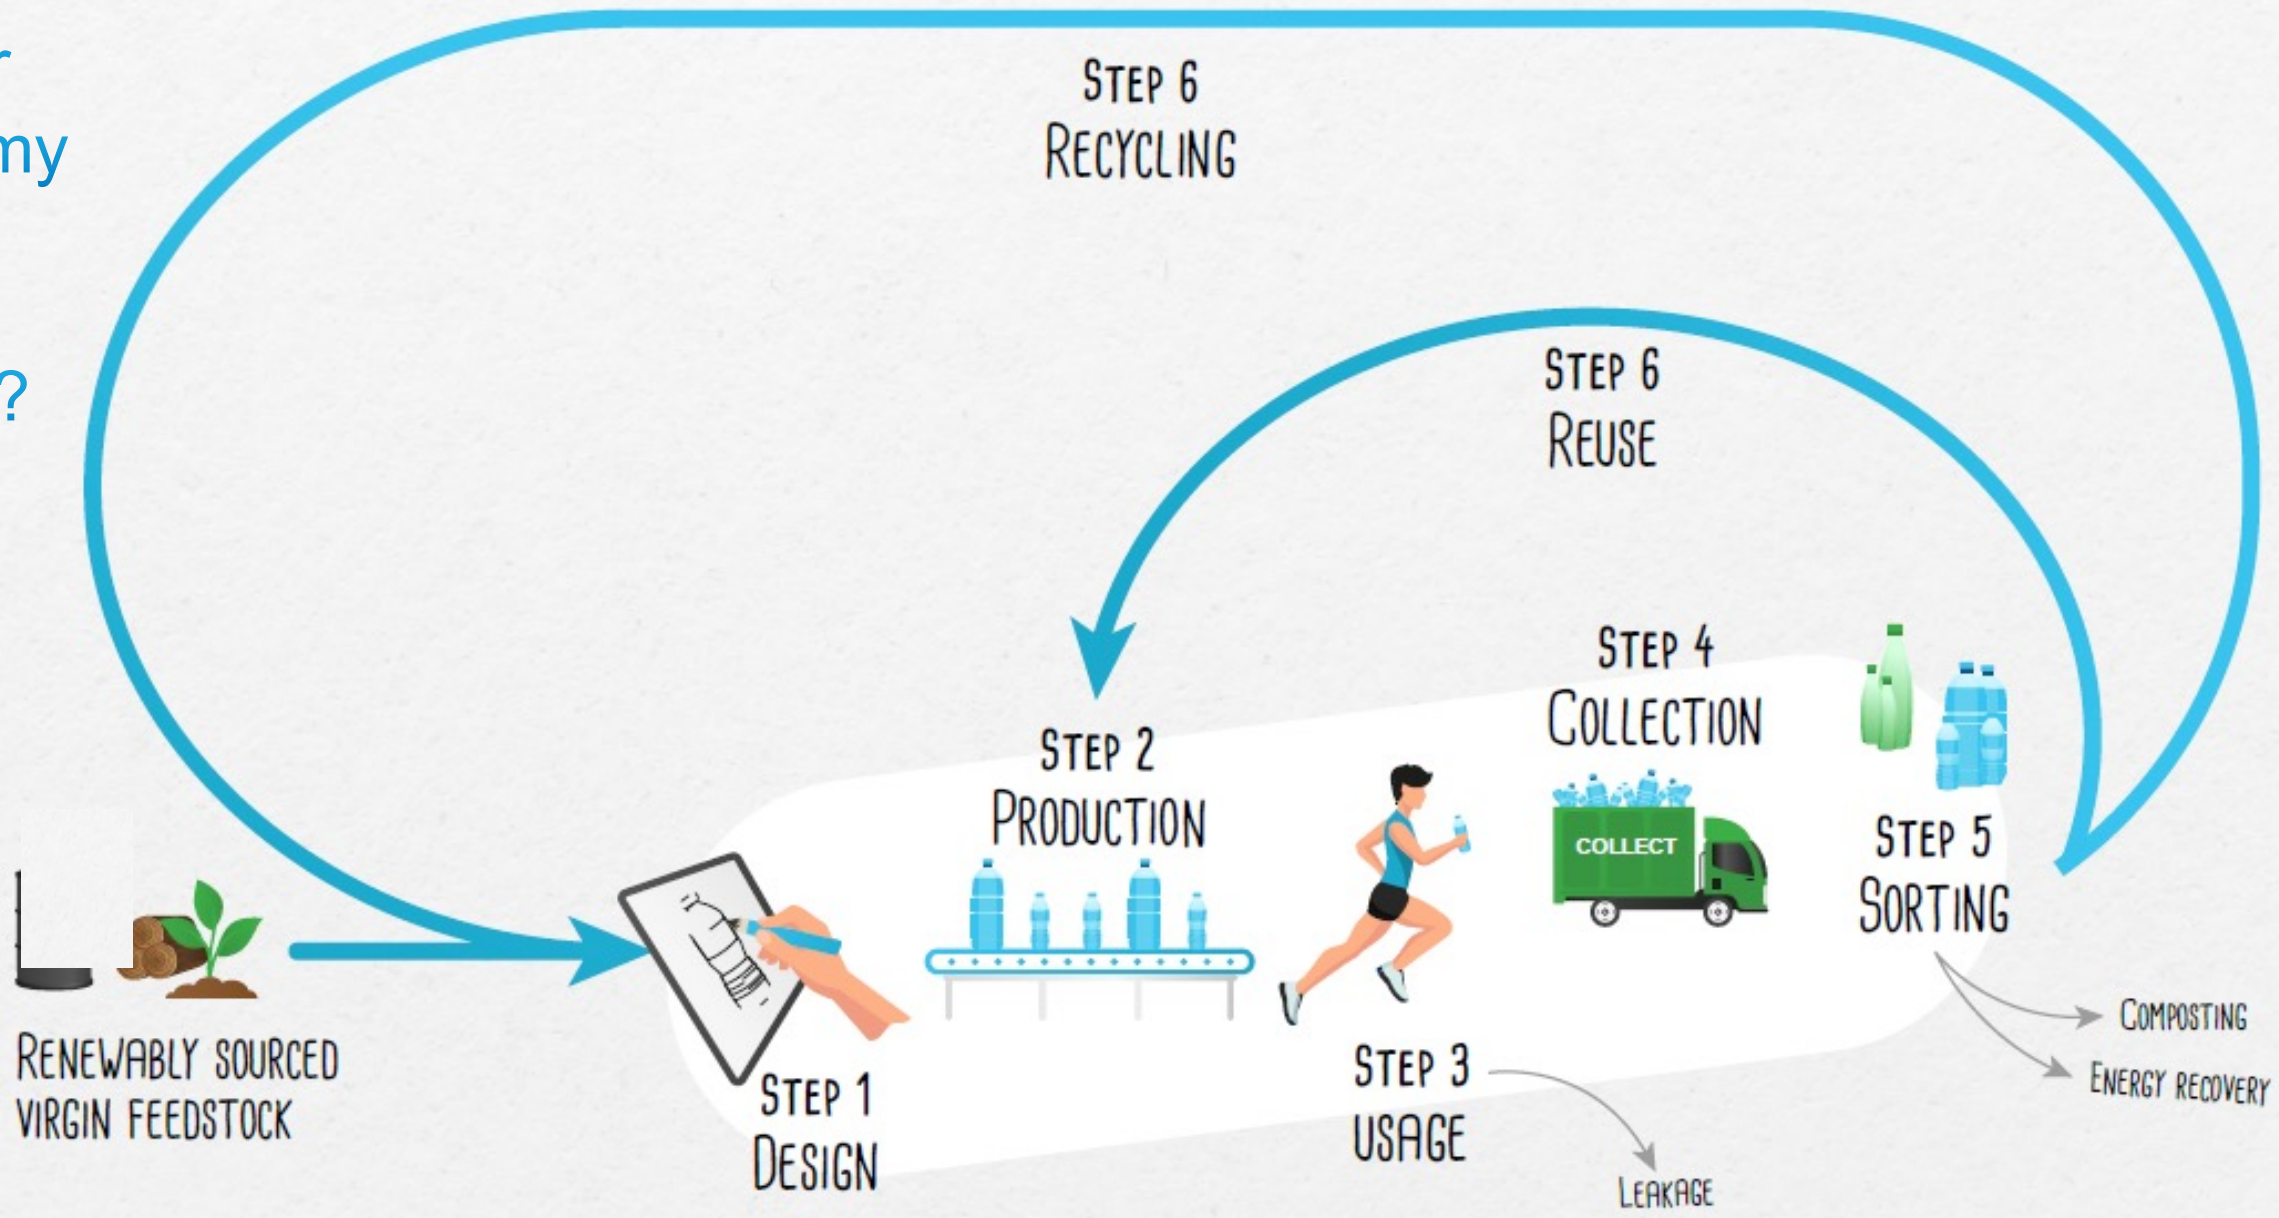 my
?
STEP 6
RECYCLING
STEP 6
REUSE
STEP 4
COLLECTION
STEP 2
PRODUCTION
COLLECT
STEP 5
SORTING
RENEWABLY SOURCED
VIRGIN FEEDSTOCK
STEP 1
DESIGN
STEP 3
USAGE
COMPOSTING
ENERGY RECOVERY
LEAKAGE